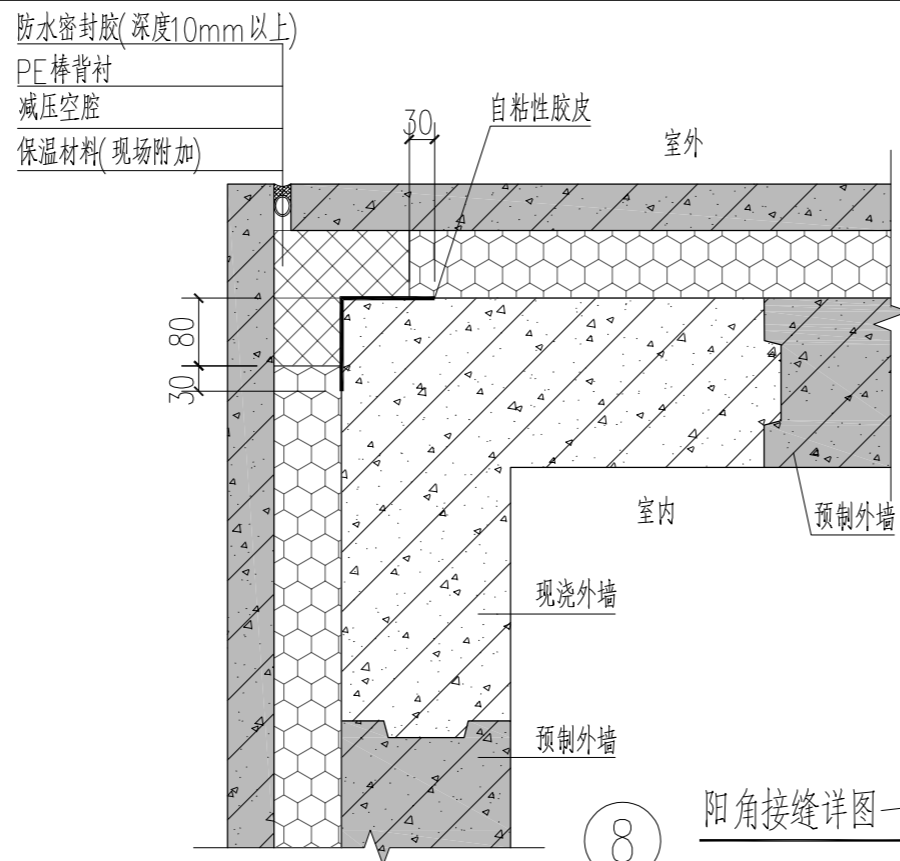 防水密封胶(深度10mm以上)
PE棒背衬
减压空腔
保温材料(现场附加)
30
自粘性胶皮
室外
80
30
室内
预制外墙
现浇外墙
预制外墙
8
阳角接缝详图一